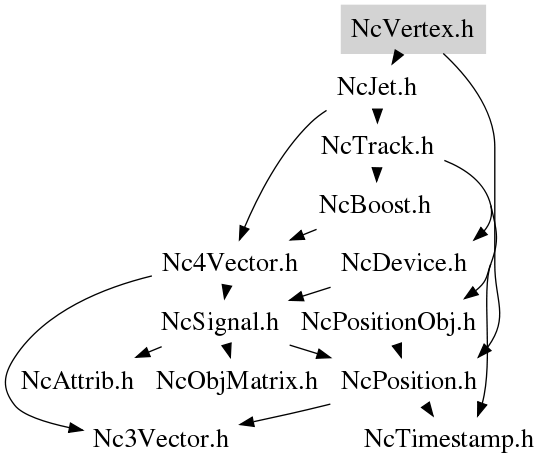 NcVertex.h
NcJet.h
NcTrack.h
NcBoost.h
Nc4Vector.h
NcDevice.h
NcSignal.h
NcPositionObj.h
NcAttrib.h
NcObjMatrix.h
NcPosition.h
Nc3Vector.h
NcTimestamp.h